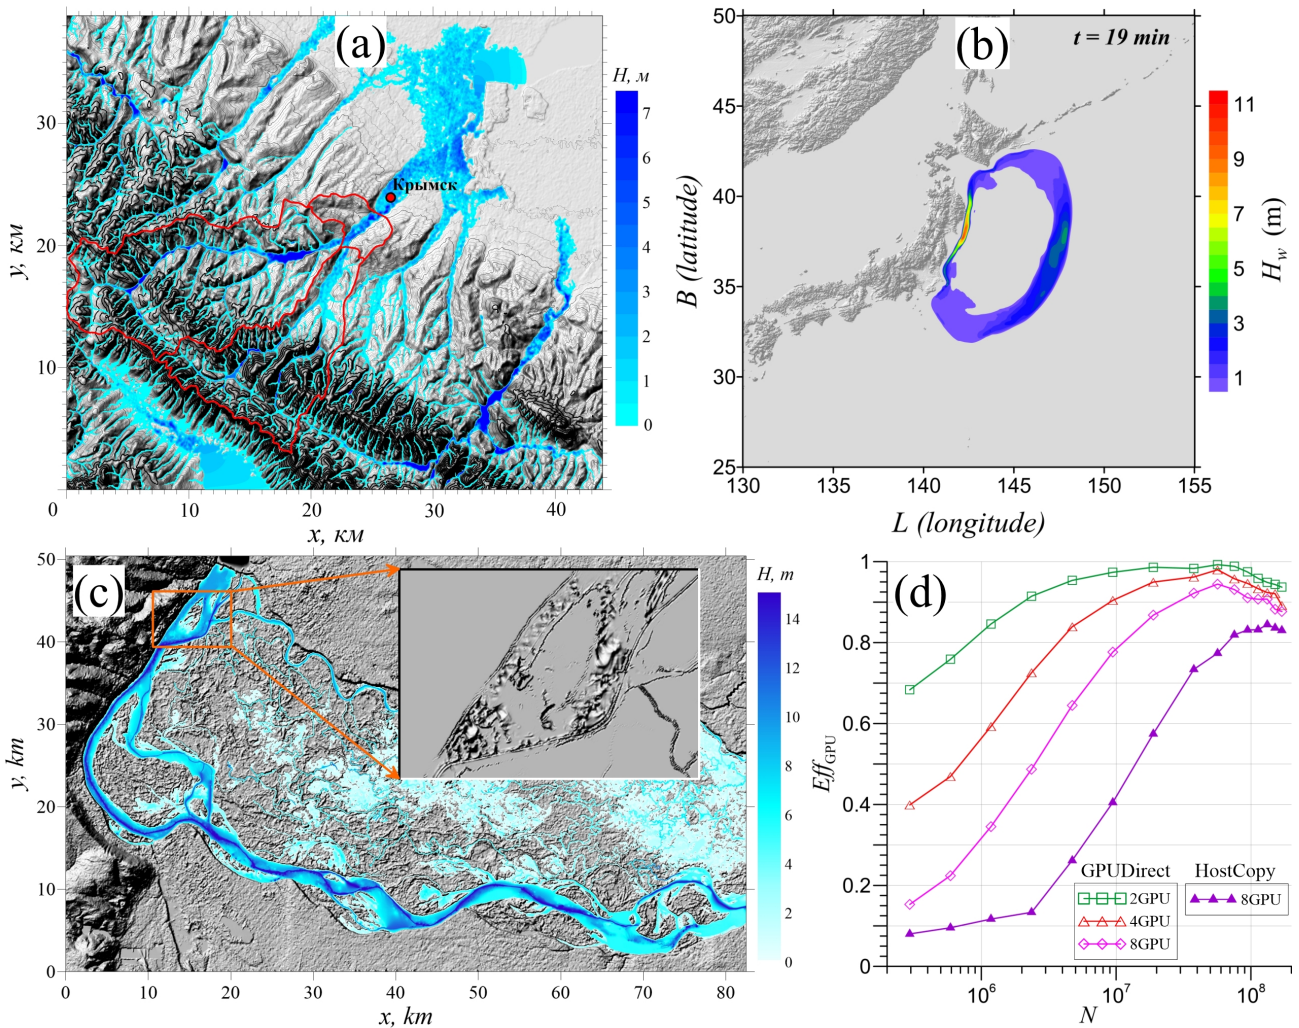 (a)
H, м
7
6
5
4
3
2
1
0
30
20
10
0
10
20
30
40
y, км
x, км
Крымск
(b)
t = 19 min
50
45
40
35
30
25
130
135
140
145
150
155
B (latitude)
L (longitude)
11
9
7
5
3
1
H_w (m)
(c)
50
40
30
20
10
0
0
10
20
30
40
50
60
70
80
y, km
x, km
H, m
14
12
10
8
6
4
2
0
(d)
1
0.8
0.6
0.4
0.2
0
Eff_GPU
10^6
10^7
10^8
N
GPUDirect
2GPU
4GPU
8GPU
HostCopy
8GPU